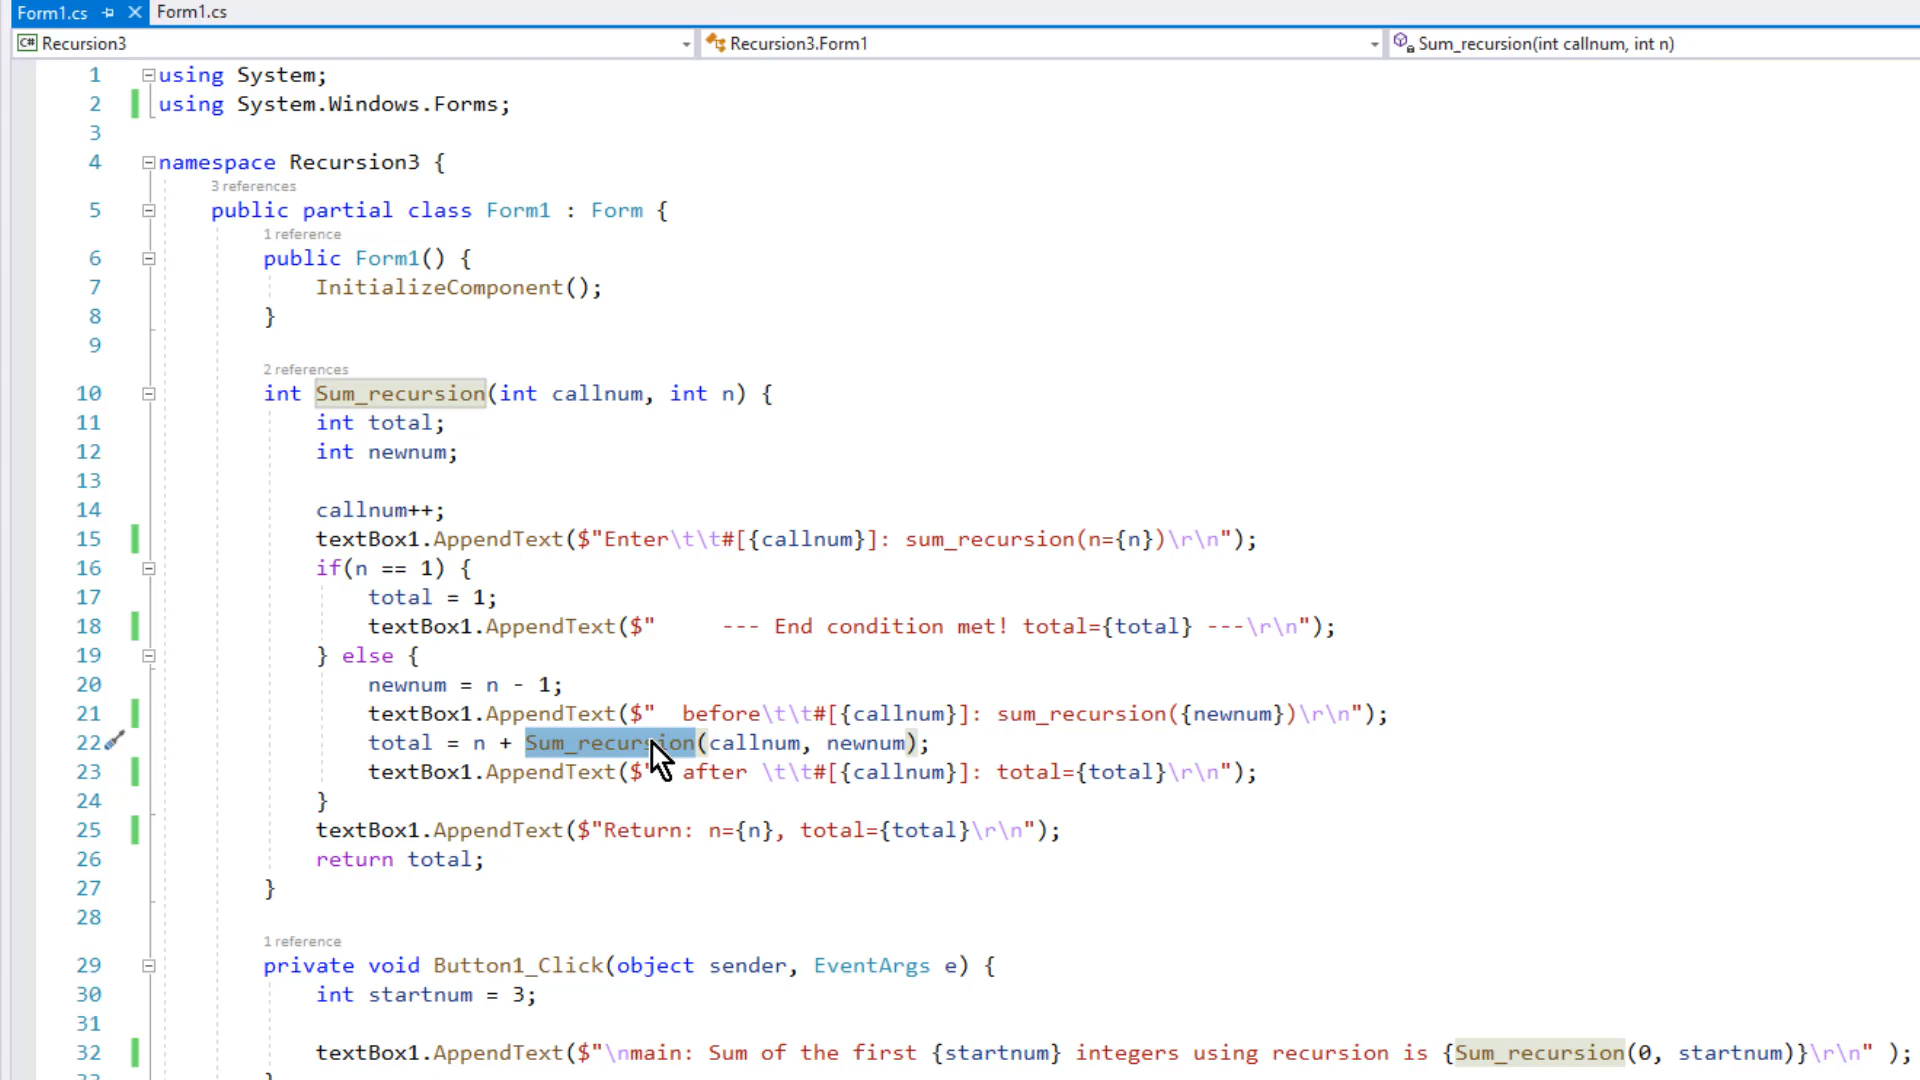 Form1.cs Form1.cs
C# Recursion3 Recursion3.Form1 Sum_recursion(int callnum, int n)
1 using System;
2 using System.Windows.Forms;
3
4 namespace Recursion3 {
3 references
5 public partial class Form1 : Form {
1 reference
6 public Form1() {
7 InitializeComponent();
8 }
9
2 references
10 int Sum_recursion(int callnum, int n) {
11 int total;
12 int newnum;
13
14 callnum++;
15 textBox1.AppendText($"Enter\t\t#[{callnum}]: sum_recursion(n={n})\r\n");
16 if(n == 1) {
17 total = 1;
18 textBox1.AppendText($"     --- End condition met! total={total} ---\r\n");
19 } else {
20 newnum = n - 1;
21 textBox1.AppendText($"  before\t\t#[{callnum}]: sum_recursion({newnum})\r\n");
22 total = n + Sum_recursion(callnum, newnum);
23 textBox1.AppendText($"  after \t\t#[{callnum}]: total={total}\r\n");
24 }
25 textBox1.AppendText($"Return: n={n}, total={total}\r\n");
26 return total;
27 }
28
1 reference
29 private void Button1_Click(object sender, EventArgs e) {
30 int startnum = 3;
31
32 textBox1.AppendText($"\nmain: Sum of the first {startnum} integers using recursion is {Sum_recursion(0, startnum)}\r\n" );